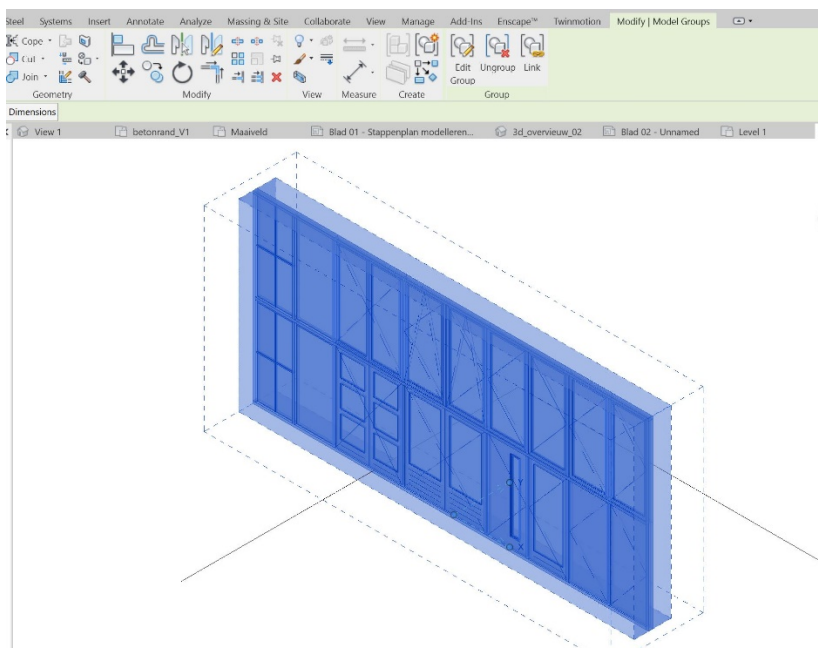 Steel Systems Insert Annotate Analyze Massing & Site Collaborate View Manage Add-Ins Enscape™ Twinmotion Modify | Model Groups
Cope
Cut
Join
Edit Group
Ungroup
Link
Geometry Modify View Measure Create Group
Dimensions
View 1 betonrand_V1 Maaiveld Blad 01 - Stappenplan modelleren... 3d_overvieuw_02 Blad 02 - Unnamed Level 1
Y
X